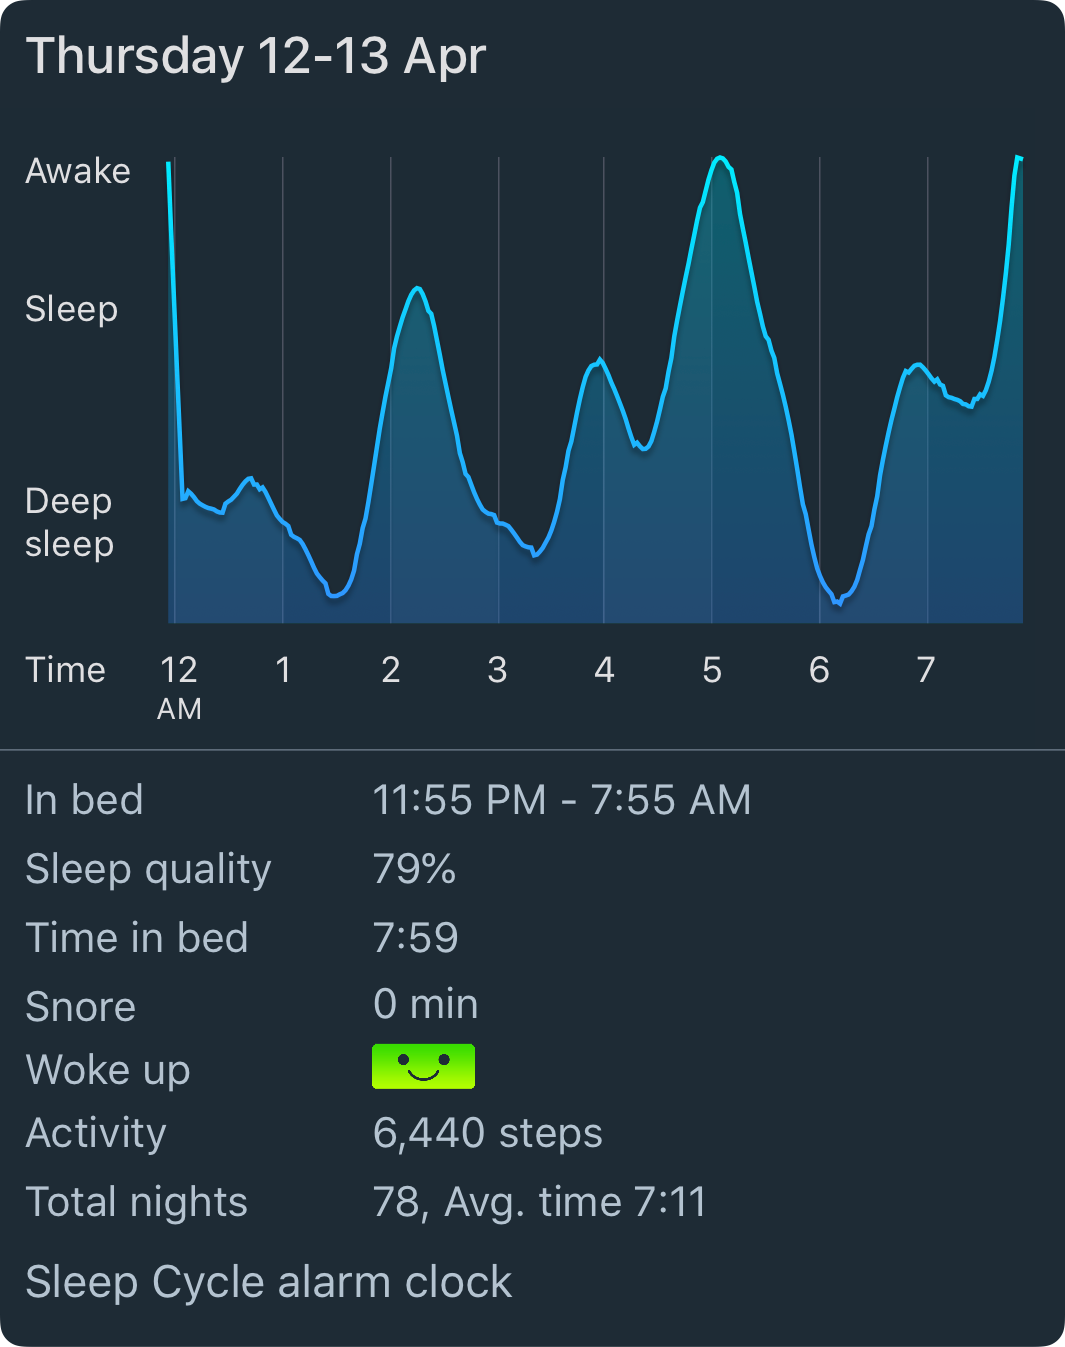 Thursday 12-13 Apr
Awake
Sleep
Deep
sleep
Time 12 1 2 3 4 5 6 7
AM
In bed 11:55 PM - 7:55 AM
Sleep quality 79%
Time in bed 7:59
Snore 0 min
Woke up
Activity 6,440 steps
Total nights 78, Avg. time 7:11
Sleep Cycle alarm clock